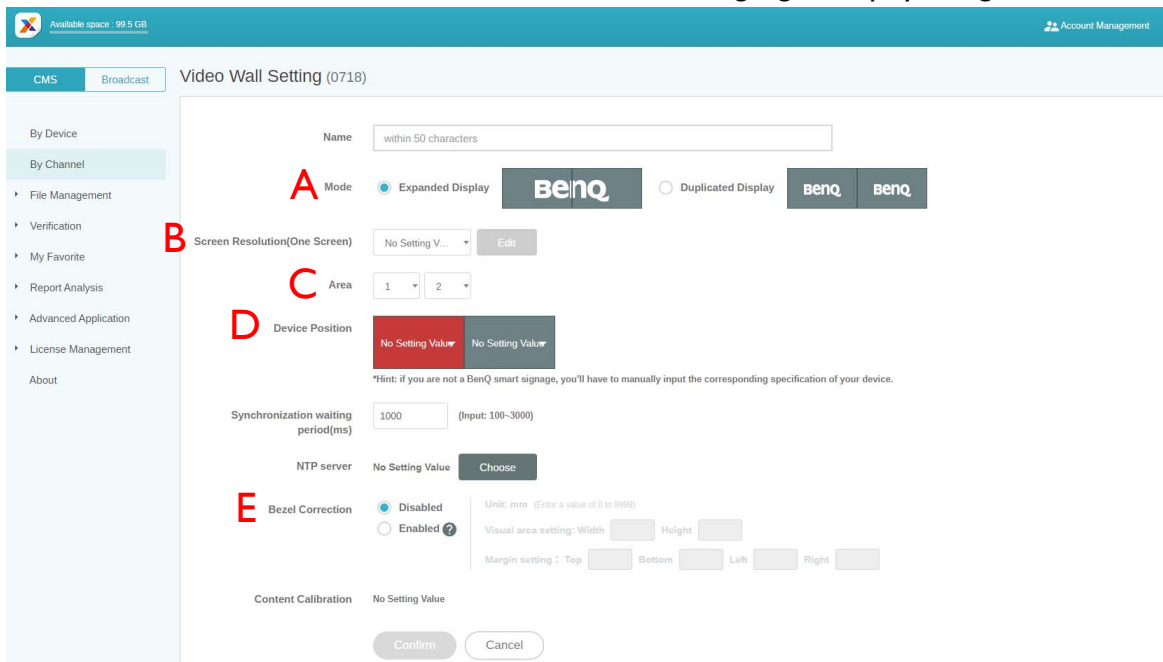 Available space : 99.5 GB
Account Management
CMS Broadcast
Video Wall Setting (0718)
By Device
By Channel
File Management
Verification
My Favorite
Report Analysis
Advanced Application
License Management
About
Name within 50 characters
A Mode Expanded Display BenQ Duplicated Display BenQ BenQ
B Screen Resolution(One Screen) No Setting V... Edit
C Area 1 2
D Device Position No Setting Value No Setting Value
*Hint: if you are not a BenQ smart signage, you'll have to manually input the corresponding specification of your device.
Synchronization waiting
period(ms) 1000 (Input: 100~3000)
NTP server No Setting Value Choose
E Bezel Correction Disabled Unit: mm (Enter a value of 0 to 9999)
Enabled ? Visual area setting: Width Height
Margin setting : Top Bottom Left Right
Content Calibration No Setting Value
Confirm Cancel